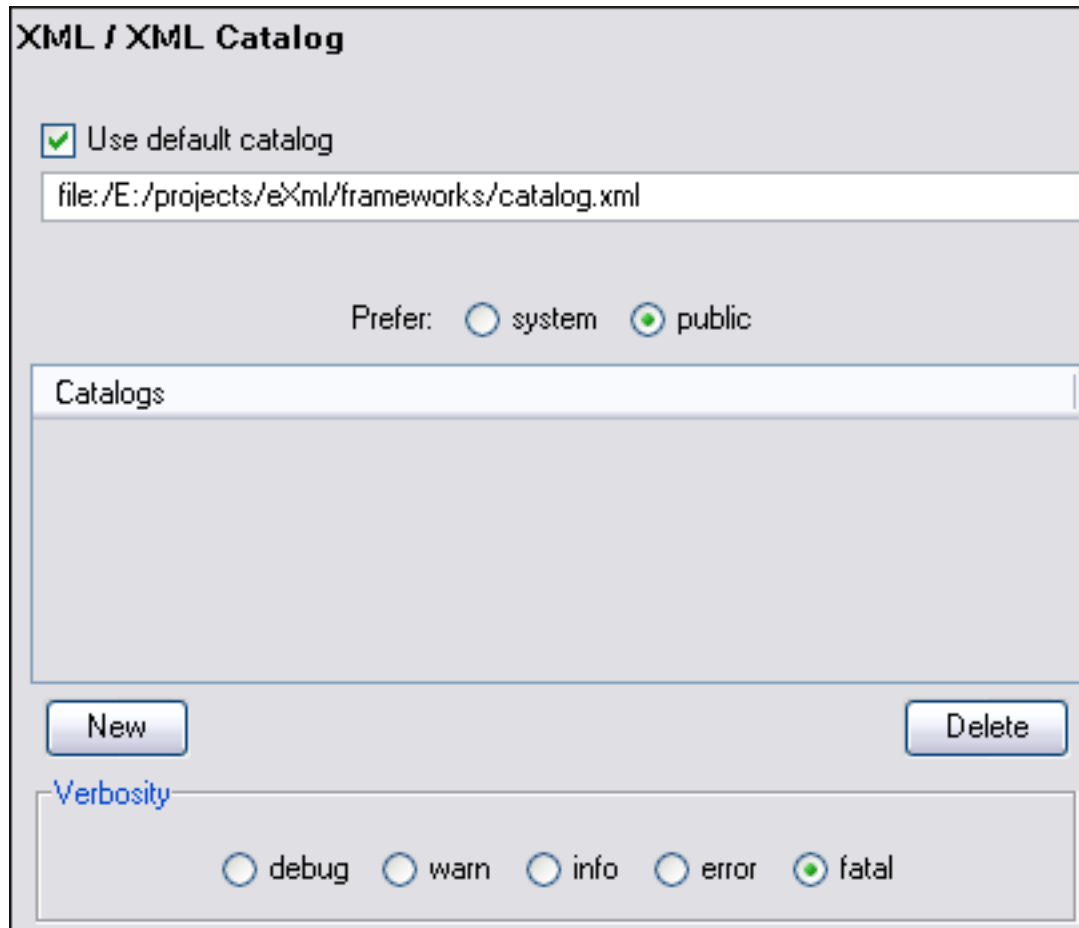 XML / XML Catalog
Use default catalog
file:/E:/projects/eXml/frameworks/catalog.xml
Prefer: system public
Catalogs
New Delete
Verbosity
debug warn info error fatal